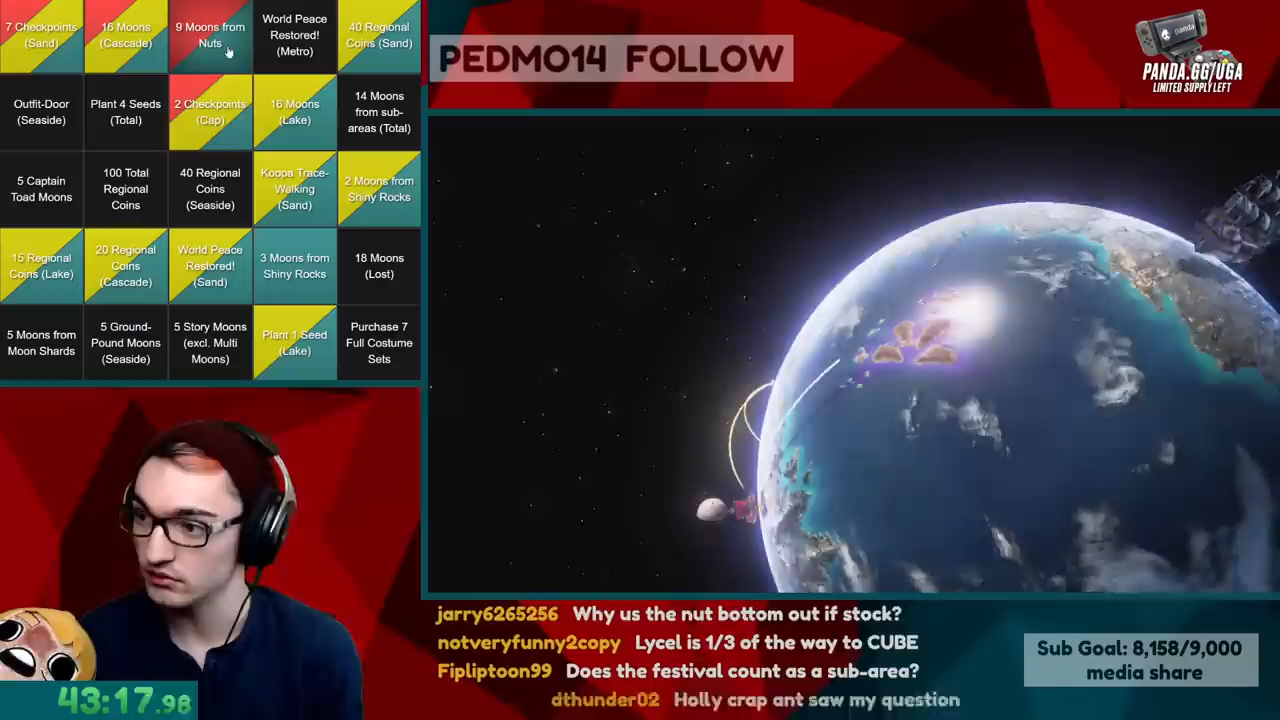 7 Checkpoints
(Sand)
16 Moons
(Cascade)
9 Moons from
Nuts
World Peace
Restored!
(Metro)
40 Regional
Coins (Sand)
Outfit-Door
(Seaside)
Plant 4 Seeds
(Total)
2 Checkpoints
(Cap)
16 Moons
(Lake)
14 Moons
from sub-
areas (Total)
5 Captain
Toad Moons
100 Total
Regional
Coins
40 Regional
Coins
(Seaside)
Koopa Trace-
Walking
(Sand)
2 Moons from
Shiny Rocks
15 Regional
Coins (Lake)
20 Regional
Coins
(Cascade)
World Peace
Restored!
(Sand)
3 Moons from
Shiny Rocks
18 Moons
(Lost)
5 Moons from
Moon Shards
5 Ground-
Pound Moons
(Seaside)
5 Story Moons
(excl. Multi
Moons)
Plant 1 Seed
(Lake)
Purchase 7
Full Costume
Sets
PEDMO14 FOLLOW
panda
PANDA.GG/UGA
LIMITED SUPPLY LEFT
jarry6265256 Why us the nut bottom out if stock?
notveryfunny2copy Lycel is 1/3 of the way to CUBE
Fipliptoon99 Does the festival count as a sub-area?
dthunder02 Holly crap ant saw my question
Sub Goal: 8,158/9,000
media share
43:17.98